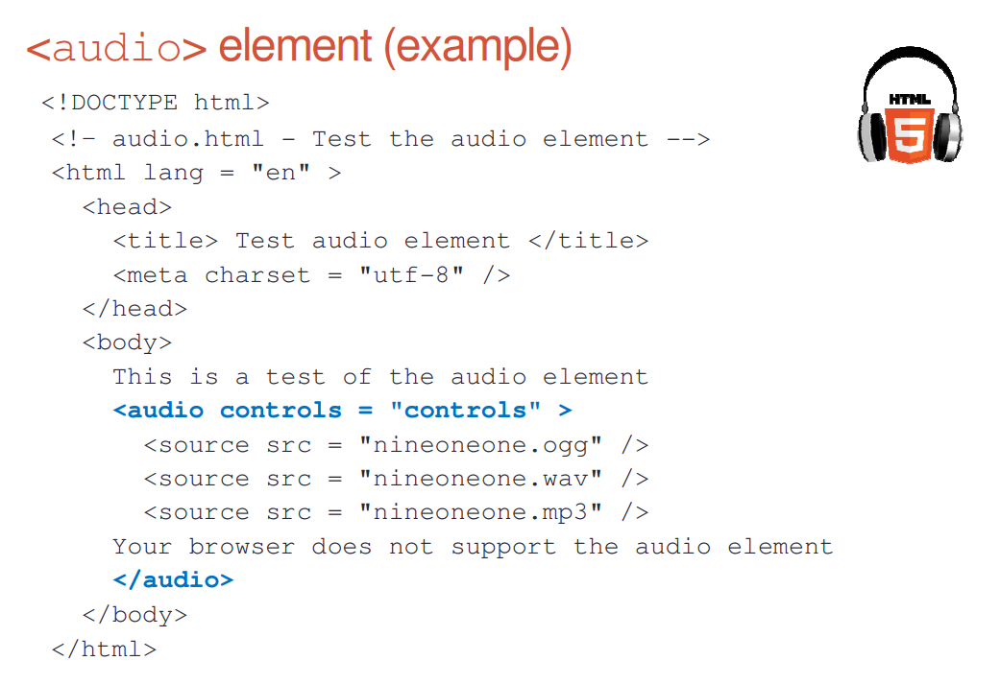 <audio> element (example)
HTML
5
<!DOCTYPE html>
<!– audio.html – Test the audio element -->
<html lang = "en" >
<head>
<title> Test audio element </title>
<meta charset = "utf-8" />
</head>
<body>
This is a test of the audio element
<audio controls = "controls" >
<source src = "nineoneone.ogg" />
<source src = "nineoneone.wav" />
<source src = "nineoneone.mp3" />
Your browser does not support the audio element
</audio>
</body>
</html>